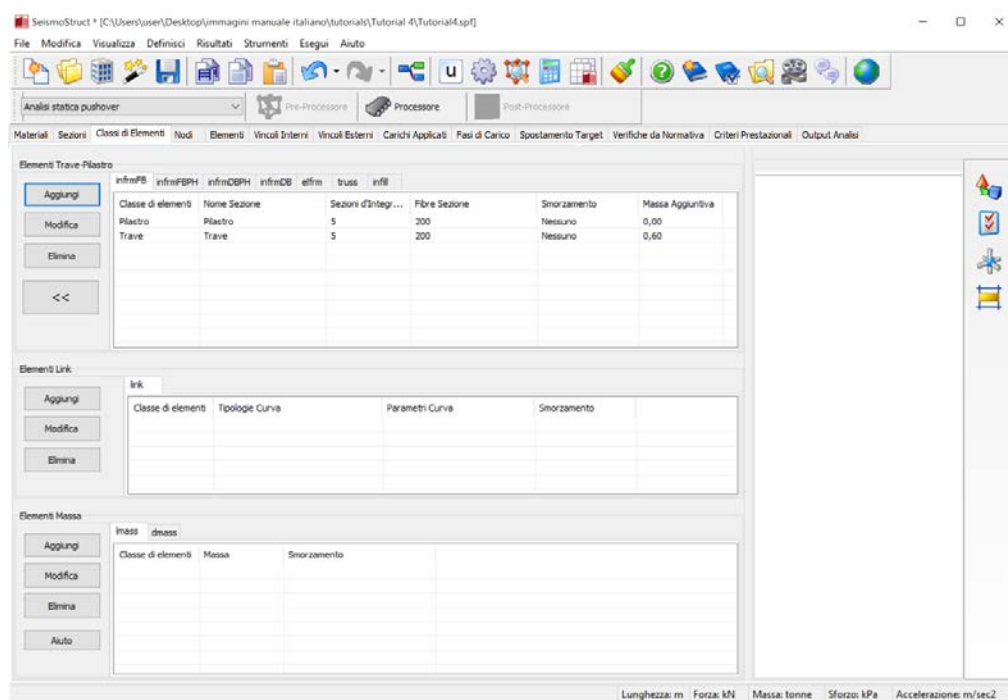 SeismoStruct * [C:\Users\user\Desktop\immagini manuale italiano\tutorials\Tutorial 4\Tutorial4.spf]
File Modifica Visualizza Definisci Risultati Strumenti Esegui Aiuto
u
Analisi statica pushover Pre-Processore Processore Post-Processore
Materiali Sezioni Classi di Elementi Nodi Elementi Vincoli Interni Vincoli Esterni Carichi Applicati Fasi di Carico Spostamento Target Verifiche da Normativa Criteri Prestazionali Output Analisi
Elementi Trave-Pilastro
Aggiungi
Modifica
Elimina
<<
infrmFB infrmFBPH infrmDBPH infrmDB elfrm truss infill
Classe di elementi Nome Sezione Sezioni d'Integr... Fibre Sezione Smorzamento Massa Aggiuntiva
Pilastro Pilastro 5 200 Nessuno 0,00
Trave Trave 5 200 Nessuno 0,60
Elementi Link
Aggiungi
Modifica
Elimina
link
Classe di elementi Tipologie Curva Parametri Curva Smorzamento
Elementi Massa
Aggiungi
Modifica
Elimina
Aiuto
lmass dmass
Classe di elementi Massa Smorzamento
Lunghezza: m Forza: kN Massa: tonne Sforzo: kPa Accelerazione: m/sec2